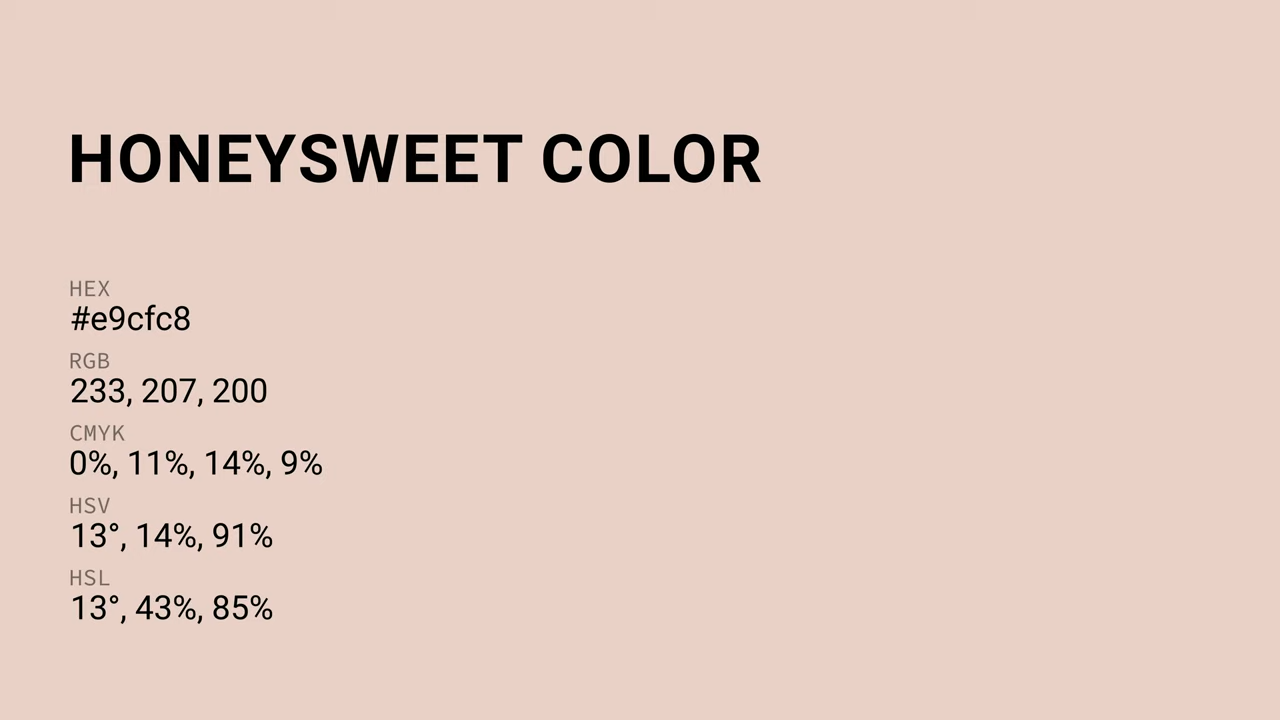 HONEYSWEET COLOR
HEX
#e9cfc8
RGB
233, 207, 200
CMYK
0%, 11%, 14%, 9%
HSV
13°, 14%, 91%
HSL
13°, 43%, 85%